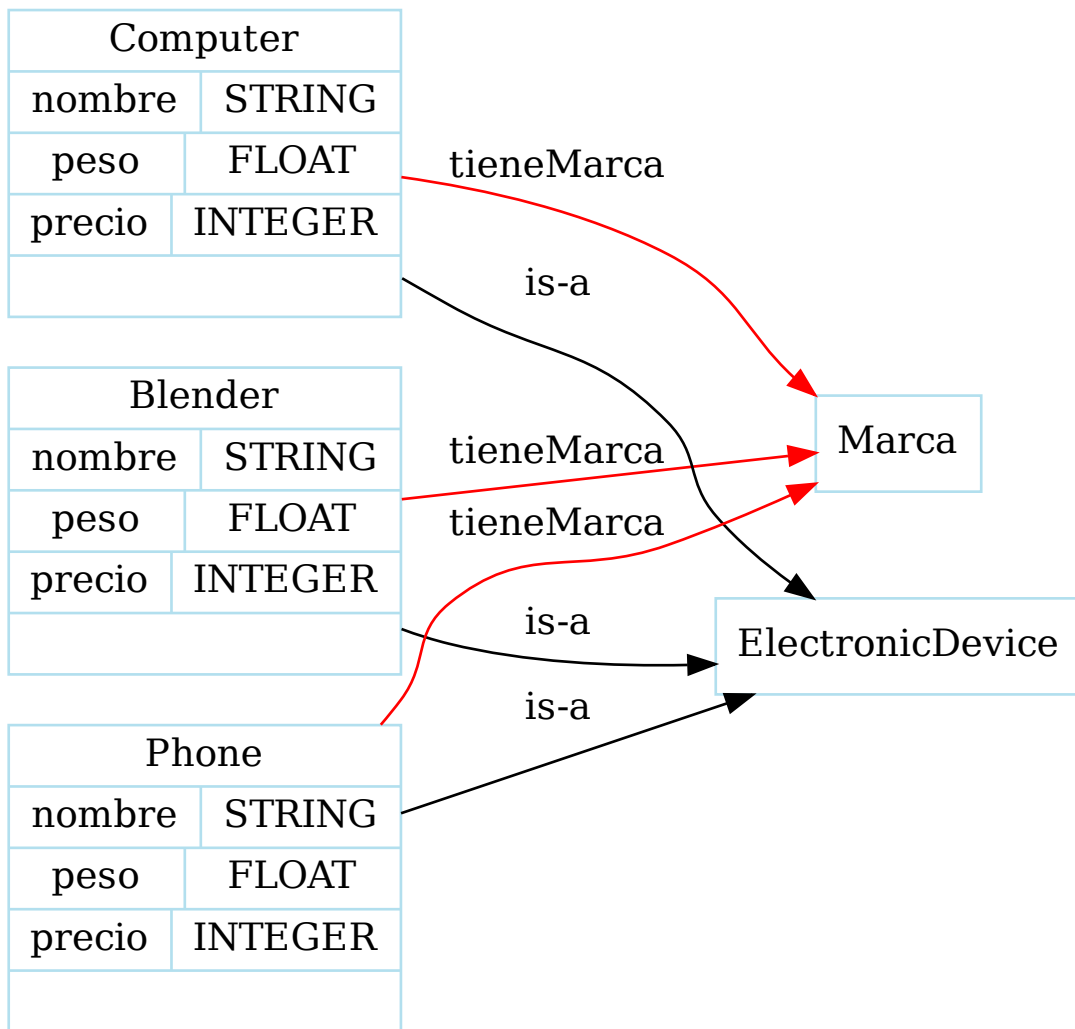 Computer
nombre STRING
peso FLOAT
precio INTEGER
tieneMarca
is-a
Blender
nombre STRING
peso FLOAT
precio INTEGER
tieneMarca
tieneMarca
is-a
Marca
ElectronicDevice
is-a
Phone
nombre STRING
peso FLOAT
precio INTEGER